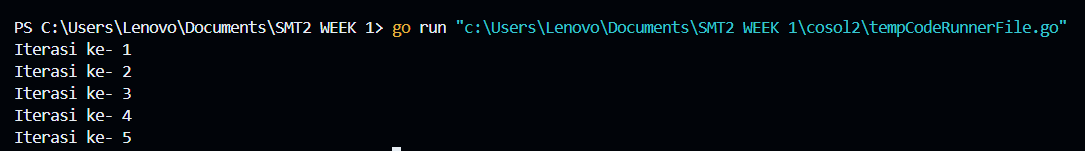 PS C:\Users\Lenovo\Documents\SMT2 WEEK 1> go run "c:\Users\Lenovo\Documents\SMT2 WEEK 1\cosol2\tempCodeRunnerFile.go"
Iterasi ke- 1
Iterasi ke- 2
Iterasi ke- 3
Iterasi ke- 4
Iterasi ke- 5